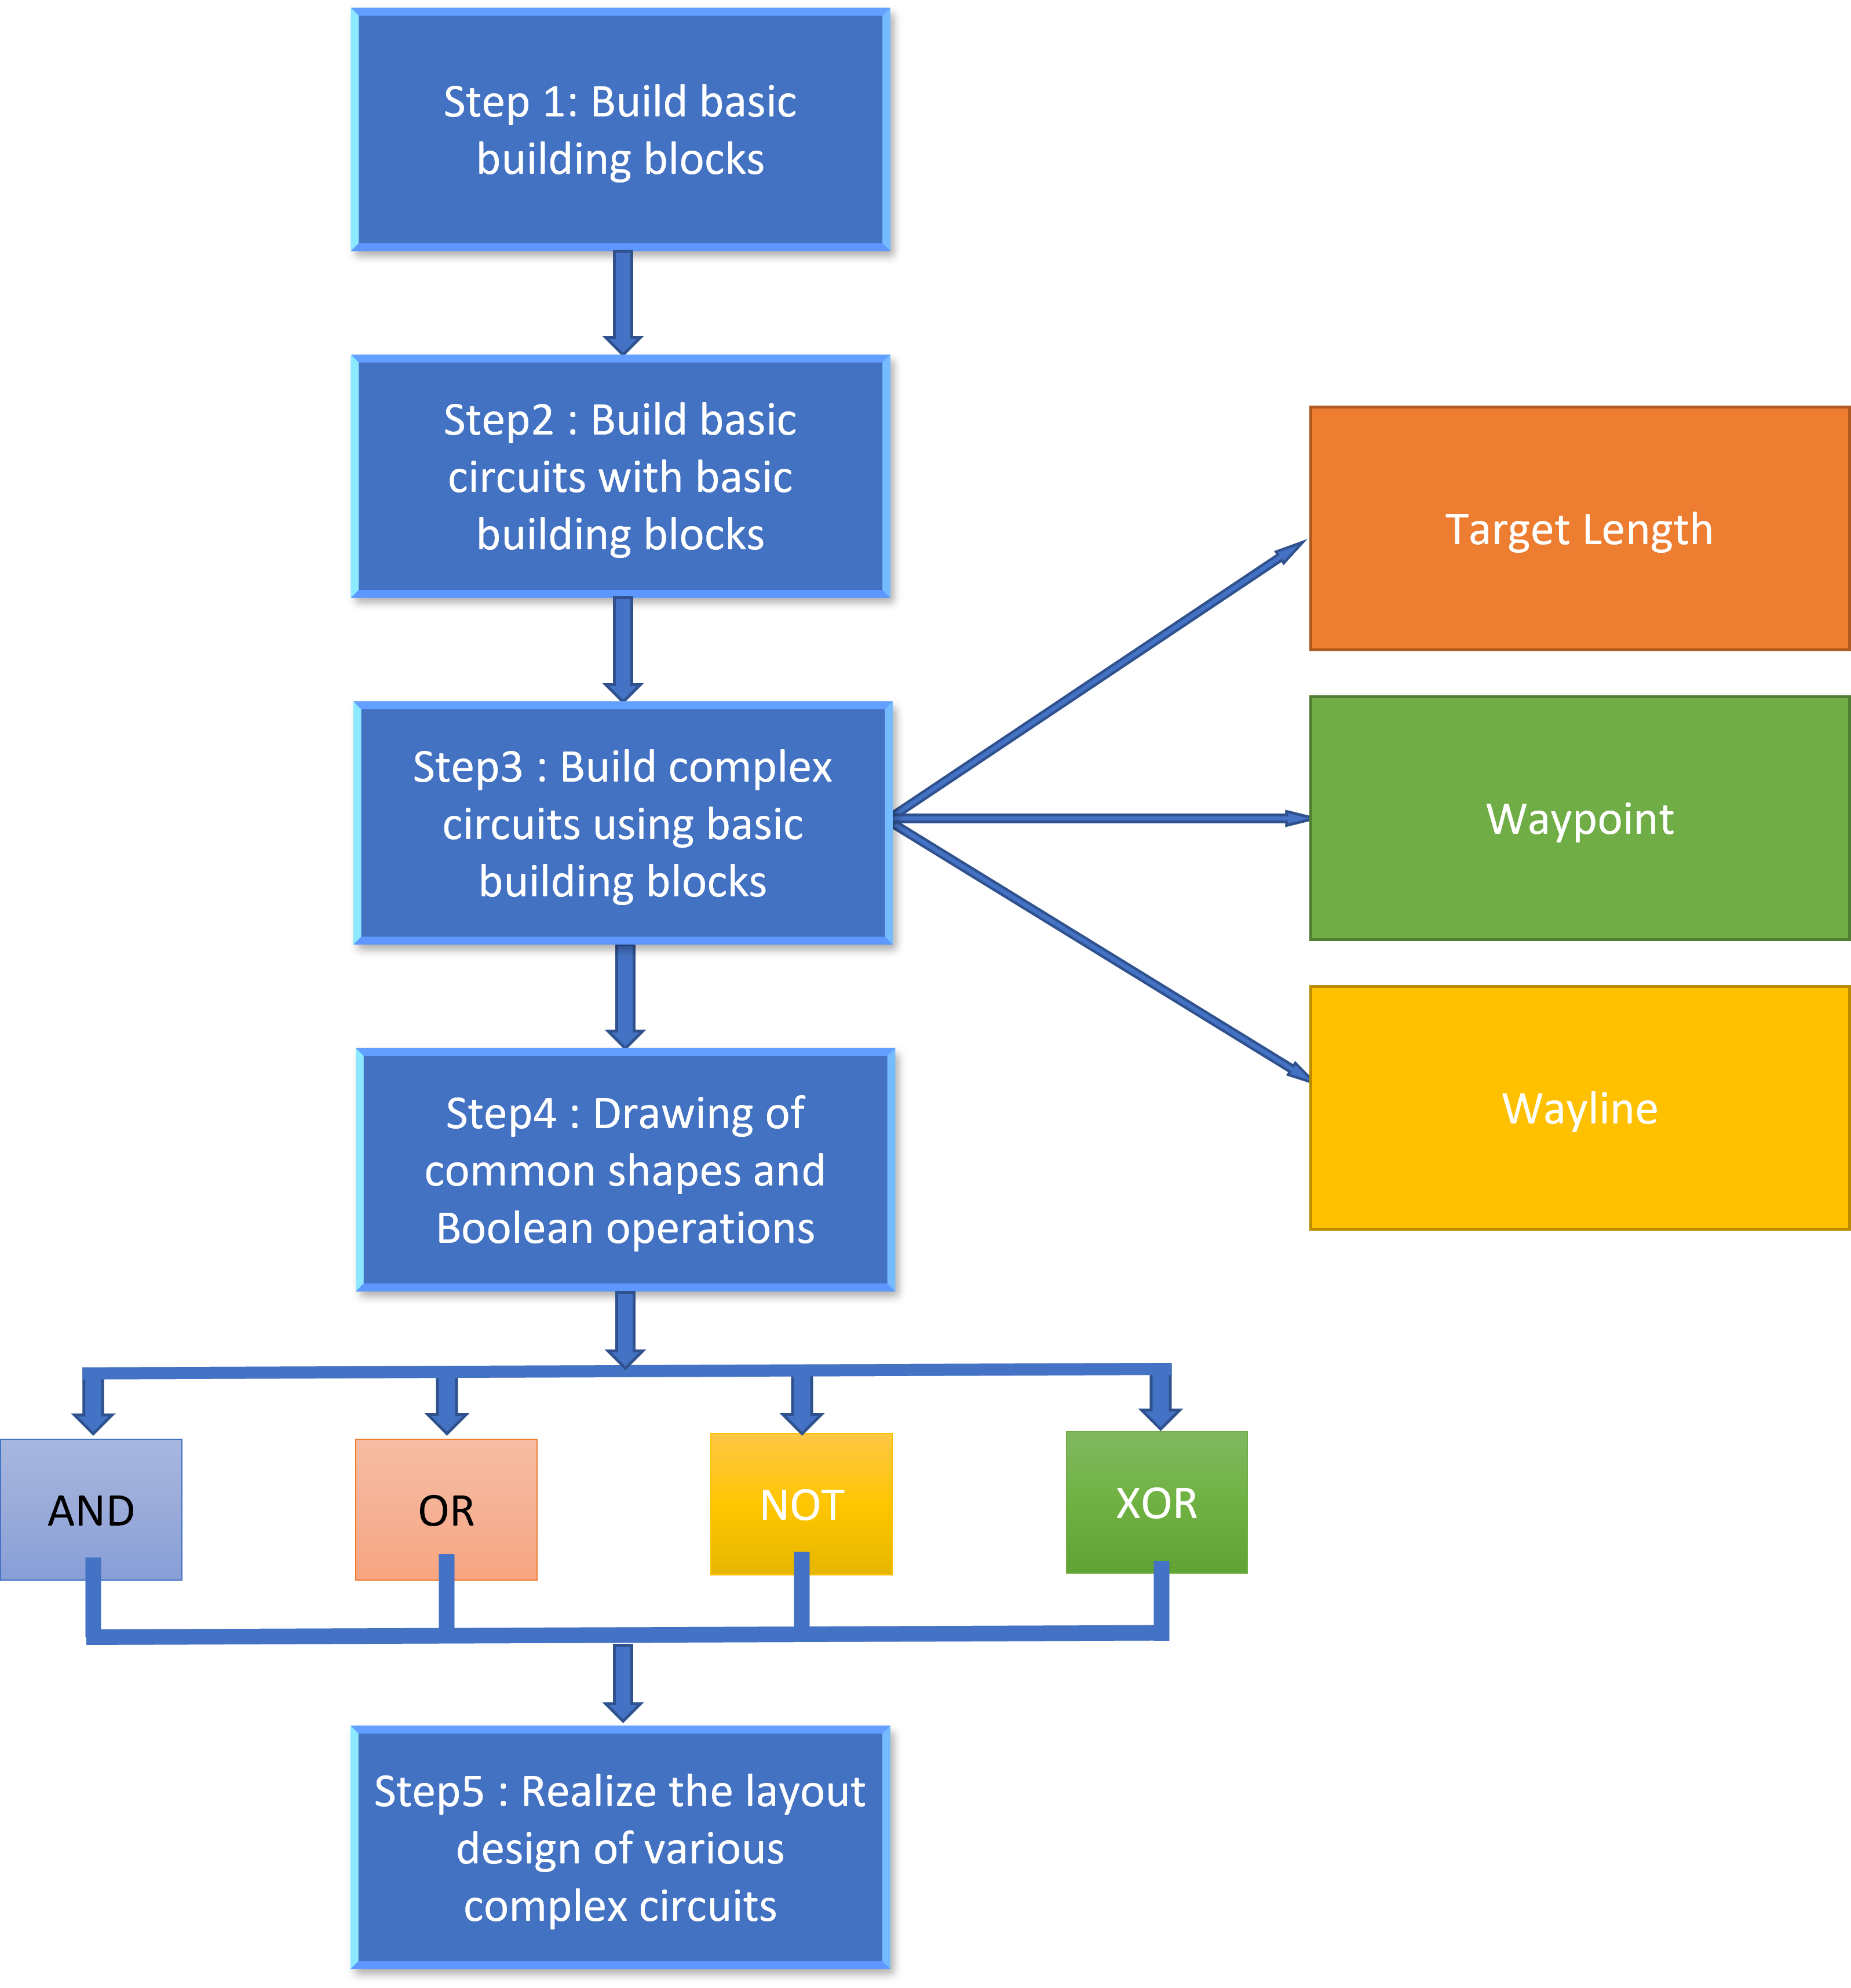 Step 1: Build basic
building blocks
Step2 : Build basic
circuits with basic
building blocks
Target Length
Step3 : Build complex
circuits using basic
building blocks
Waypoint
Wayline
Step4 : Drawing of
common shapes and
Boolean operations
AND
OR
NOT
XOR
Step5 : Realize the layout
design of various
complex circuits